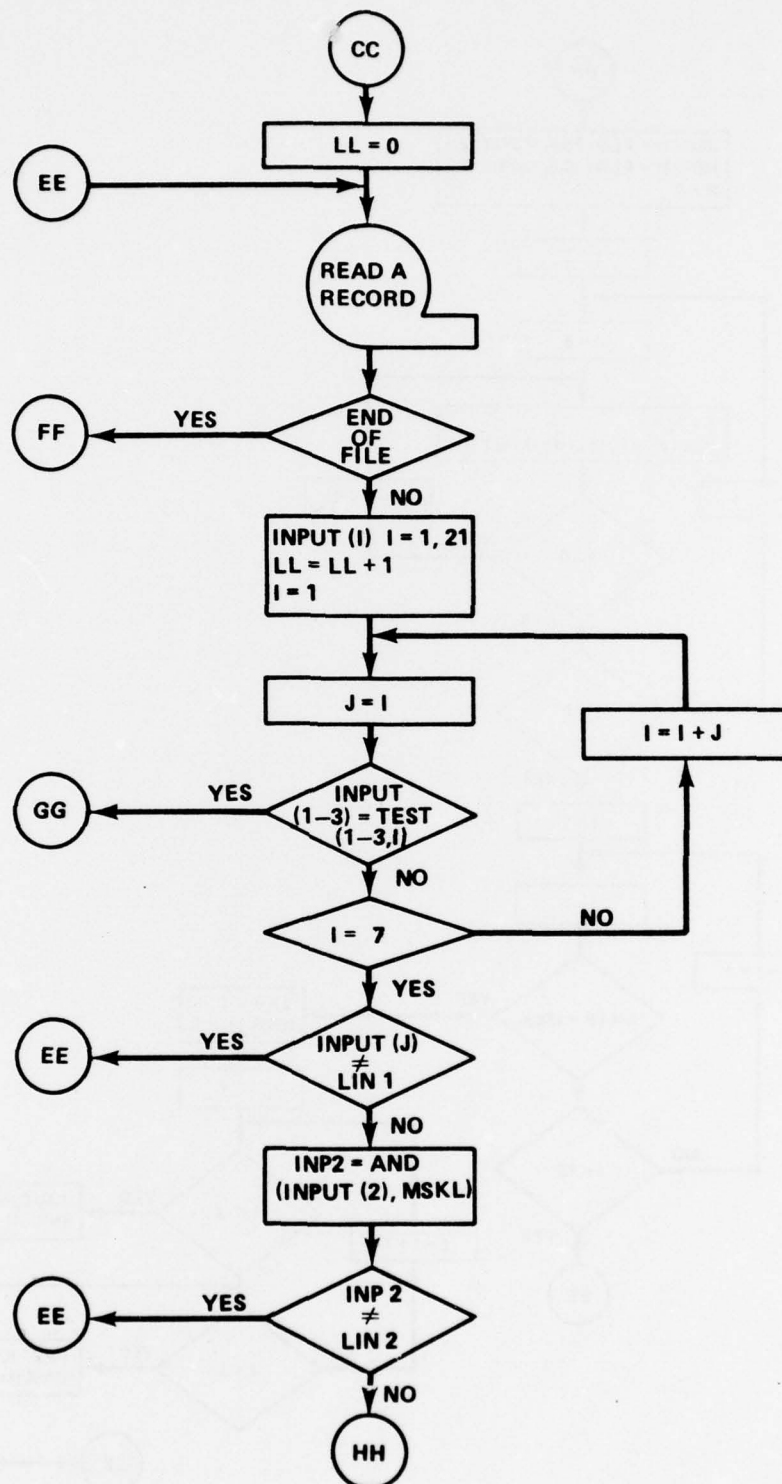 CC
LL = 0
EE
READ A
RECORD
FF
YES
END
OF
FILE
NO
INPUT (I) I = 1, 21
LL = LL + 1
I = 1
J = I
I = I + J
GG
YES
INPUT
(1–3) = TEST
(1–3,I)
NO
I = 7
NO
YES
EE
YES
INPUT (J)
≠
LIN 1
NO
INP2 = AND
(INPUT (2), MSKL)
EE
YES
INP 2
≠
LIN 2
NO
HH